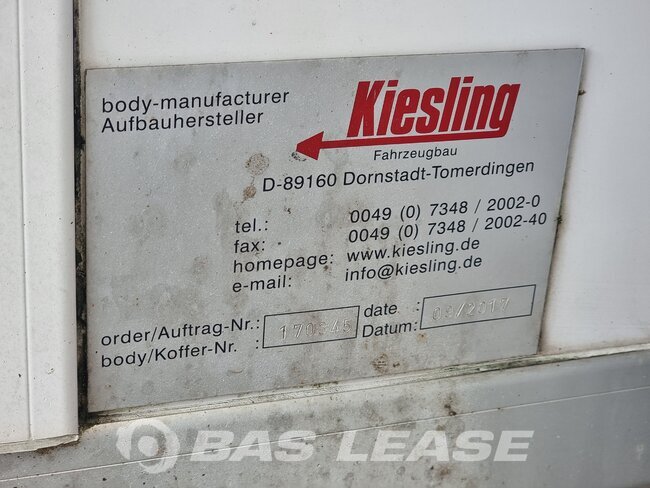 body-manufacturer
Aufbauhersteller
Kiesling
Fahrzeugbau
D-89160 Dornstadt-Tomerdingen
tel.: 0049 (0) 7348 / 2002-0
fax: 0049 (0) 7348 / 2002-40
homepage: www.kiesling.de
e-mail: info@kiesling.de
order/Auftrag-Nr.:
body/Koffer-Nr. :
date :
Datum:
BAS LEASE